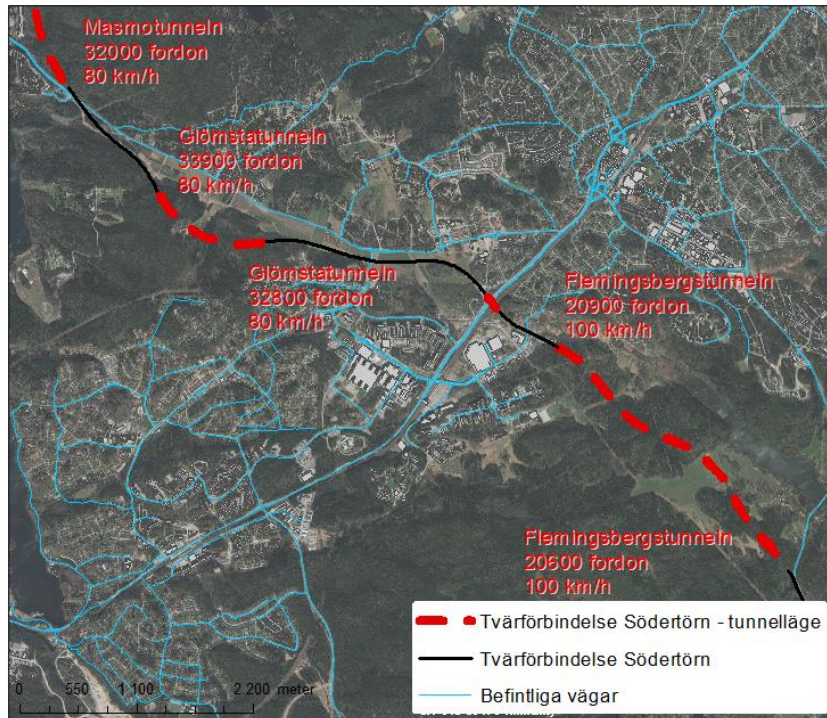 Masmotunneln
32000 fordon
80 km/h
Glömstatunneln
33900 fordon
80 km/h
Glömstatunneln
32800 fordon
80 km/h
Flemingsbergstunneln
20900 fordon
100 km/h
Flemingsbergstunneln
20600 fordon
100 km/h
Tvärförbindelse Södertörn - tunnelläge
Tvärförbindelse Södertörn
Befintliga vägar
0 550 1 100 2 200 meter